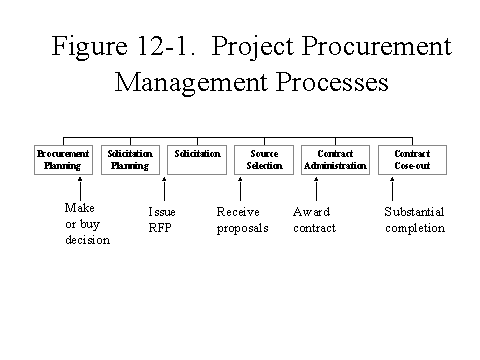 Figure 12-1. Project Procurement
Management Processes
Procurement
Planning
Solicitation
Planning
Solicitation
Source
Selection
Contract
Administration
Contract
Cose-out
Make
or buy
decision
Issue
RFP
Receive
proposals
Award
contract
Substantial
completion